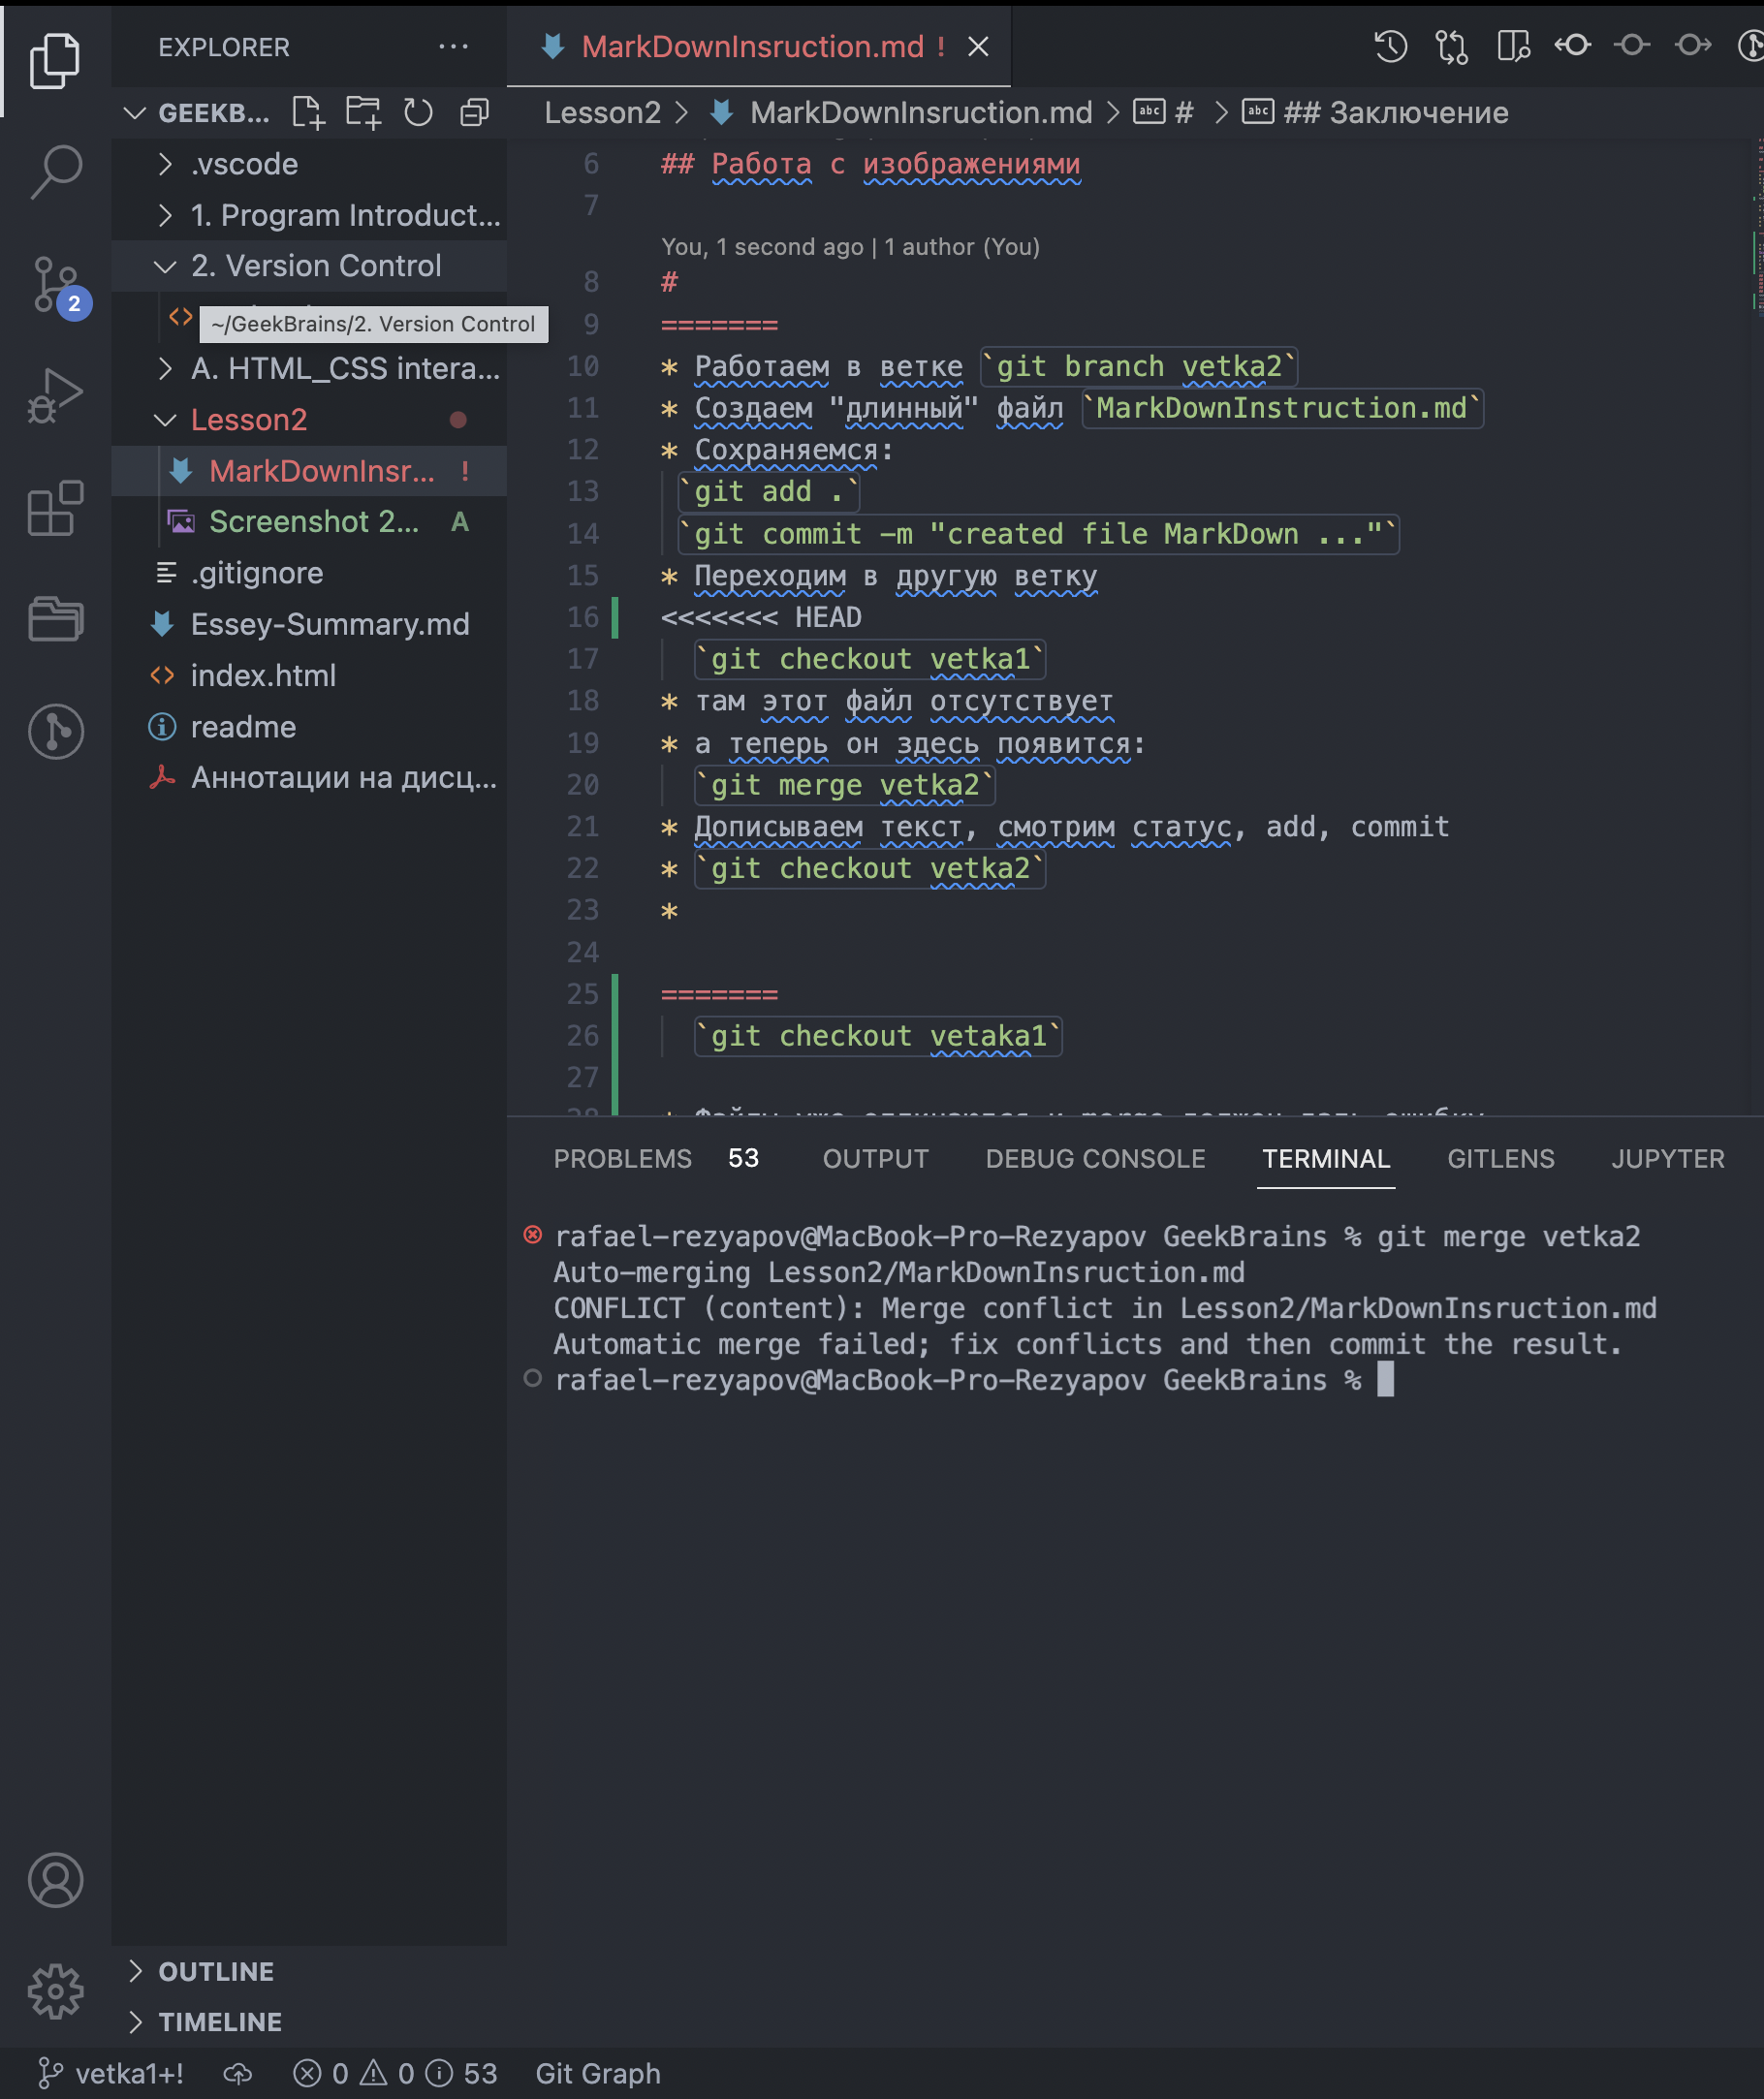 EXPLORER
MarkDownInsruction.md !
GEEKB...
Lesson2 > MarkDownInsruction.md > # > ## Заключение
.vscode
1. Program Introduct...
2. Version Control
~/GeekBrains/2. Version Control
A. HTML_CSS intera...
Lesson2
MarkDownInsr... !
Screenshot 2... A
.gitignore
Essey-Summary.md
index.html
readme
Аннотации на дисц...
2
6 ## Работа с изображениями
7
You, 1 second ago | 1 author (You)
8 #
9 =======
10 * Работаем в ветке `git branch vetka2`
11 * Создаем "длинный" файл `MarkDownInstruction.md`
12 * Сохраняемся:
13 `git add .`
14 `git commit -m "created file MarkDown ..."`
15 * Переходим в другую ветку
16 <<<<<<< HEAD
17 `git checkout vetka1`
18 * там этот файл отсутствует
19 * а теперь он здесь появится:
20 `git merge vetka2`
21 * Дописываем текст, смотрим статус, add, commit
22 * `git checkout vetka2`
23 *
24
25 =======
26 `git checkout vetaka1`
27
PROBLEMS 53 OUTPUT DEBUG CONSOLE TERMINAL GITLENS JUPYTER
rafael-rezyapov@MacBook-Pro-Rezyapov GeekBrains % git merge vetka2
Auto-merging Lesson2/MarkDownInsruction.md
CONFLICT (content): Merge conflict in Lesson2/MarkDownInsruction.md
Automatic merge failed; fix conflicts and then commit the result.
rafael-rezyapov@MacBook-Pro-Rezyapov GeekBrains %
OUTLINE
TIMELINE
vetka1+! 0 0 53 Git Graph